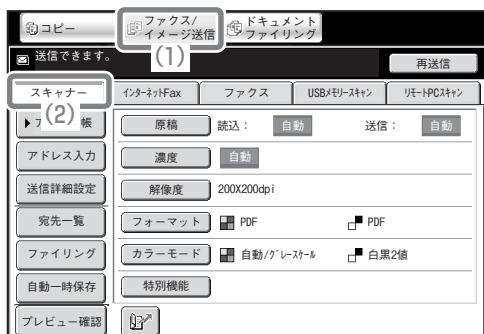 コピー
ファクス/
イメージ送信
ドキュメント
ファイリング
送信できます。
(1)
再送信
スキャナー
インターネットFax
ファクス
USBメモリースキャン
リモートPCスキャン
(2)
帳
原稿 読込： 自動 送信： 自動
アドレス入力
濃度 自動
送信詳細設定
解像度 200X200dpi
宛先一覧
フォーマット PDF PDF
ファイリング
カラーモード 自動/グレースケール 白黒2値
自動一時保存
特別機能
プレビュー確認